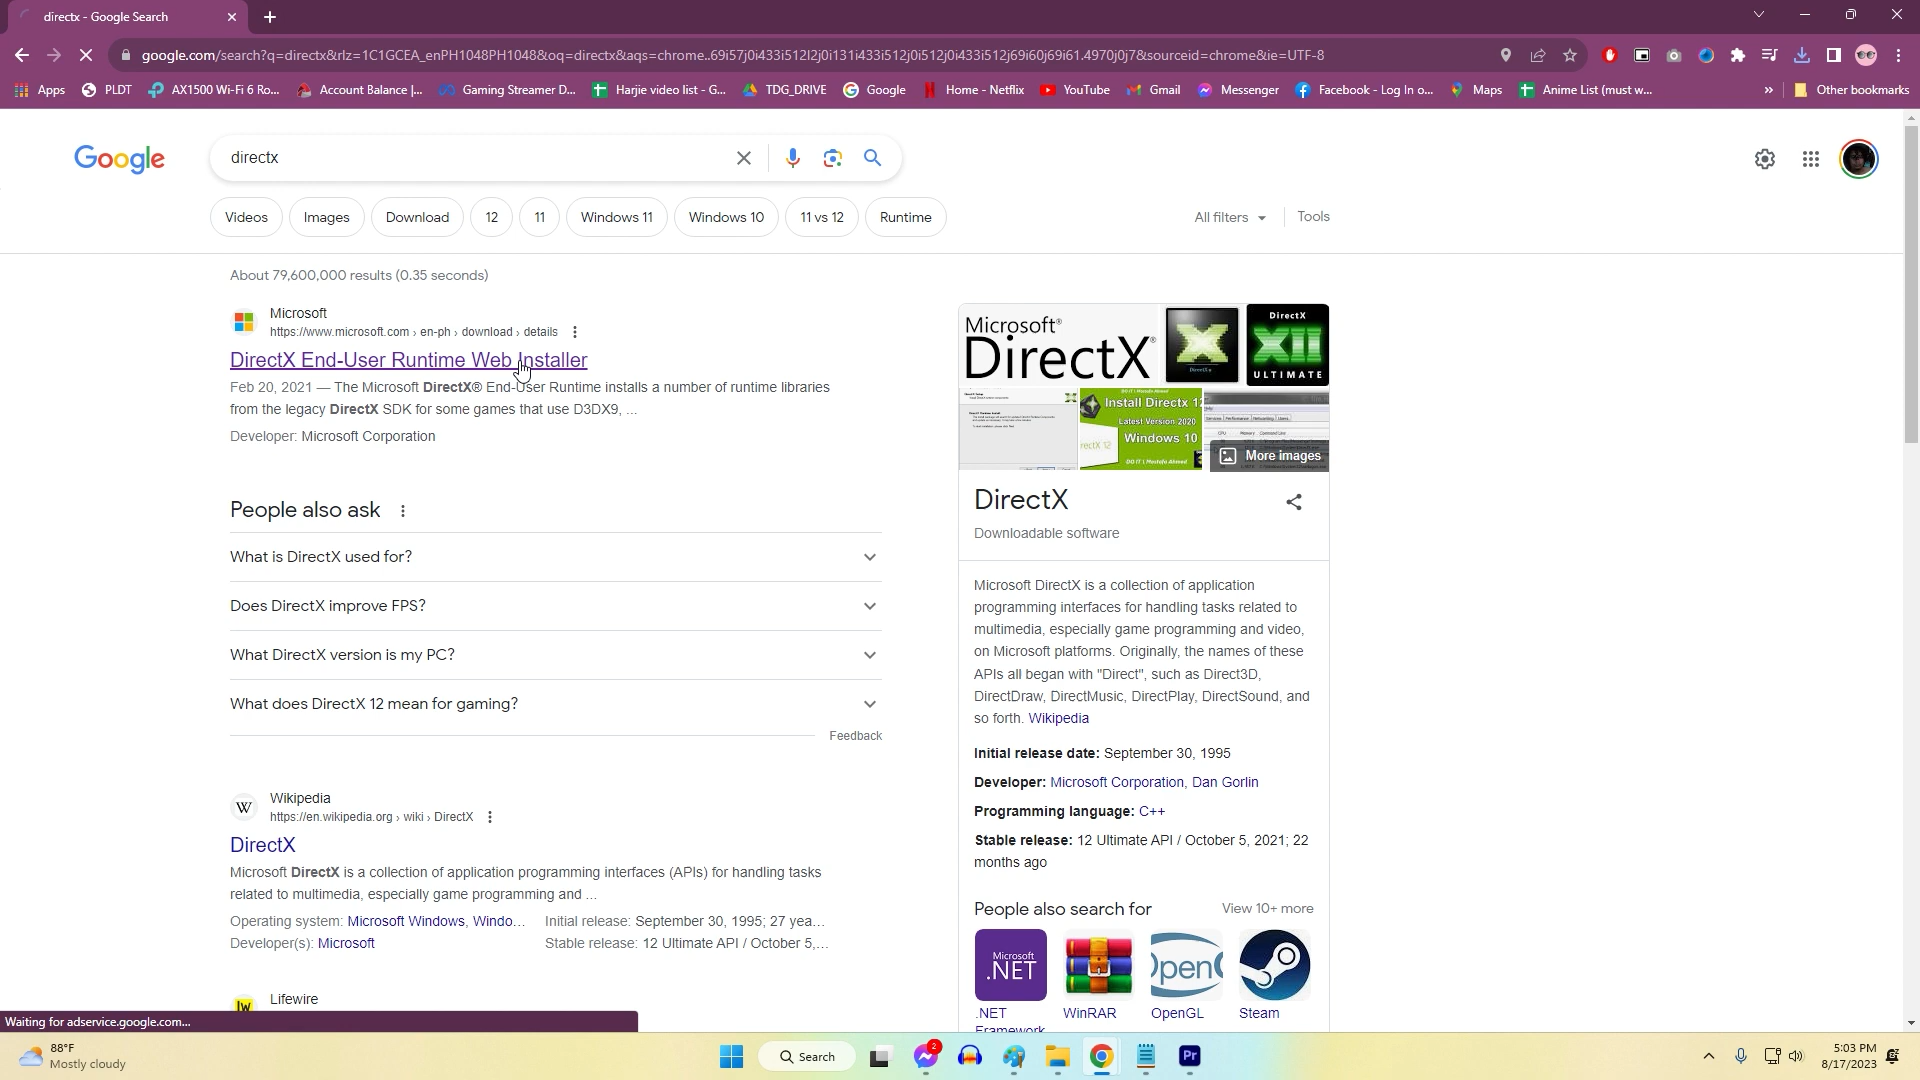 directx - Google Search
google.com/search?q=directx&rlz=1C1GCEA_enPH1048PH1048&oq=directx&aqs=chrome..69i57j0i433i512l2j0i131i433i512j0i512j0i433i512j69i60j69i61.4970j0j7&sourceid=chrome&ie=UTF-8
Apps PLDT AX1500 Wi-Fi 6 Ro... Account Balance |... Gaming Streamer D... Harjie video list - G... TDG_DRIVE Google Home - Netflix YouTube Gmail Messenger Facebook - Log In o... Maps Anime List (must w... » Other bookmarks
Google
directx
Videos Images Download 12 11 Windows 11 Windows 10 11 vs 12 Runtime All filters Tools
About 79,600,000 results (0.35 seconds)
Microsoft
https://www.microsoft.com › en-ph › download › details
DirectX End-User Runtime Web Installer
Feb 20, 2021 — The Microsoft DirectX® End-User Runtime installs a number of runtime libraries
from the legacy DirectX SDK for some games that use D3DX9, ...
Developer: Microsoft Corporation
People also ask
What is DirectX used for?
Does DirectX improve FPS?
What DirectX version is my PC?
What does DirectX 12 mean for gaming?
Feedback
Wikipedia
https://en.wikipedia.org › wiki › DirectX
DirectX
Microsoft DirectX is a collection of application programming interfaces (APIs) for handling tasks
related to multimedia, especially game programming and ...
Operating system: Microsoft Windows, Windo... Initial release: September 30, 1995; 27 yea...
Developer(s): Microsoft Stable release: 12 Ultimate API / October 5,...
Lifewire
lw
Microsoft®
DirectX®
DirectX
XII
ULTIMATE
Install Directx 12
Latest Version 2020
Windows 10
DO IT | Mostafa Ahmed
More images
DirectX
Downloadable software
Microsoft DirectX is a collection of application
programming interfaces for handling tasks related to
multimedia, especially game programming and video,
on Microsoft platforms. Originally, the names of these
APIs all began with "Direct", such as Direct3D,
DirectDraw, DirectMusic, DirectPlay, DirectSound, and
so forth. Wikipedia
Initial release date: September 30, 1995
Developer: Microsoft Corporation, Dan Gorlin
Programming language: C++
Stable release: 12 Ultimate API / October 5, 2021; 22
months ago
People also search for View 10+ more
Microsoft
.NET
OpenG
.NET
Framework
WinRAR
OpenGL
Steam
Waiting for adservice.google.com...
88°F
Mostly cloudy
Search
2
Pr
5:03 PM
8/17/2023